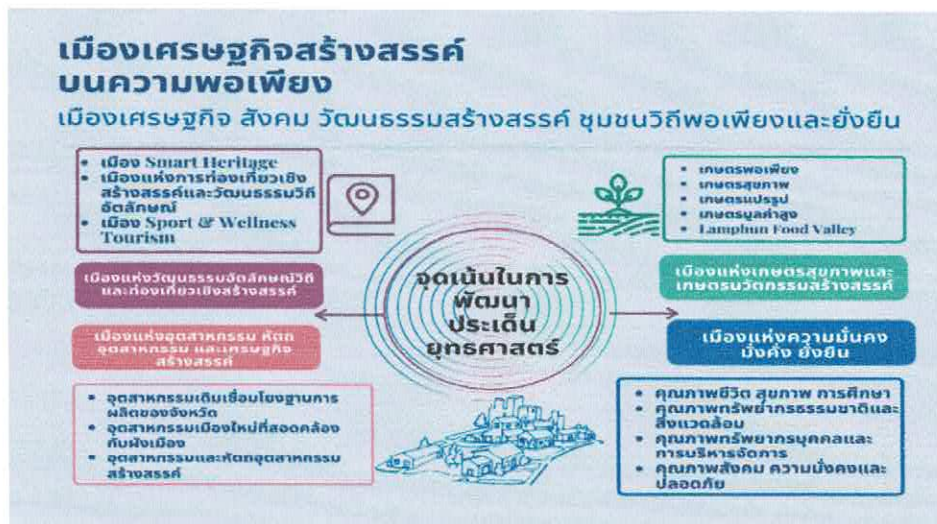 เมืองเศรษฐกิจสร้างสรรค์
บนความพอเพียง
เมืองเศรษฐกิจ สังคม วัฒนธรรมสร้างสรรค์ ชุมชนวิถีพอเพียงและยั่งยืน
• เมือง Smart Heritage
• เมืองแห่งการท่องเที่ยวเชิง
สร้างสรรค์และวัฒนธรรมวิถี
อัตลักษณ์
• เมือง Sport & Wellness
Tourism
เมืองแห่งวัฒนธรรมอัตลักษณ์วิถี
และท่องเที่ยวเชิงสร้างสรรค์
เมืองแห่งอุตสาหกรรม หัตถ
อุตสาหกรรม และเศรษฐกิจ
สร้างสรรค์
• อุตสาหกรรมเดิมเชื่อมโยงฐานการ
ผลิตของจังหวัด
• อุตสาหกรรมเมืองใหม่ที่สอดคล้อง
กับผังเมือง
• อุตสาหกรรมและหัตถอุตสาหกรรม
สร้างสรรค์
จุดเน้นในการ
พัฒนา
ประเด็น
ยุทธศาสตร์
• เกษตรพอเพียง
• เกษตรสุขภาพ
• เกษตรแปรรูป
• เกษตรมูลค่าสูง
• Lamphun Food Valley
เมืองแห่งเกษตรสุขภาพและ
เกษตรนวัตกรรมสร้างสรรค์
เมืองแห่งความมั่นคง
มั่งคั่ง ยั่งยืน
• คุณภาพชีวิต สุขภาพ การศึกษา
• คุณภาพทรัพยากรธรรมชาติและ
สิ่งแวดล้อม
• คุณภาพทรัพยากรบุคคลและ
การบริหารจัดการ
• คุณภาพสังคม ความมั่งคงและ
ปลอดภัย